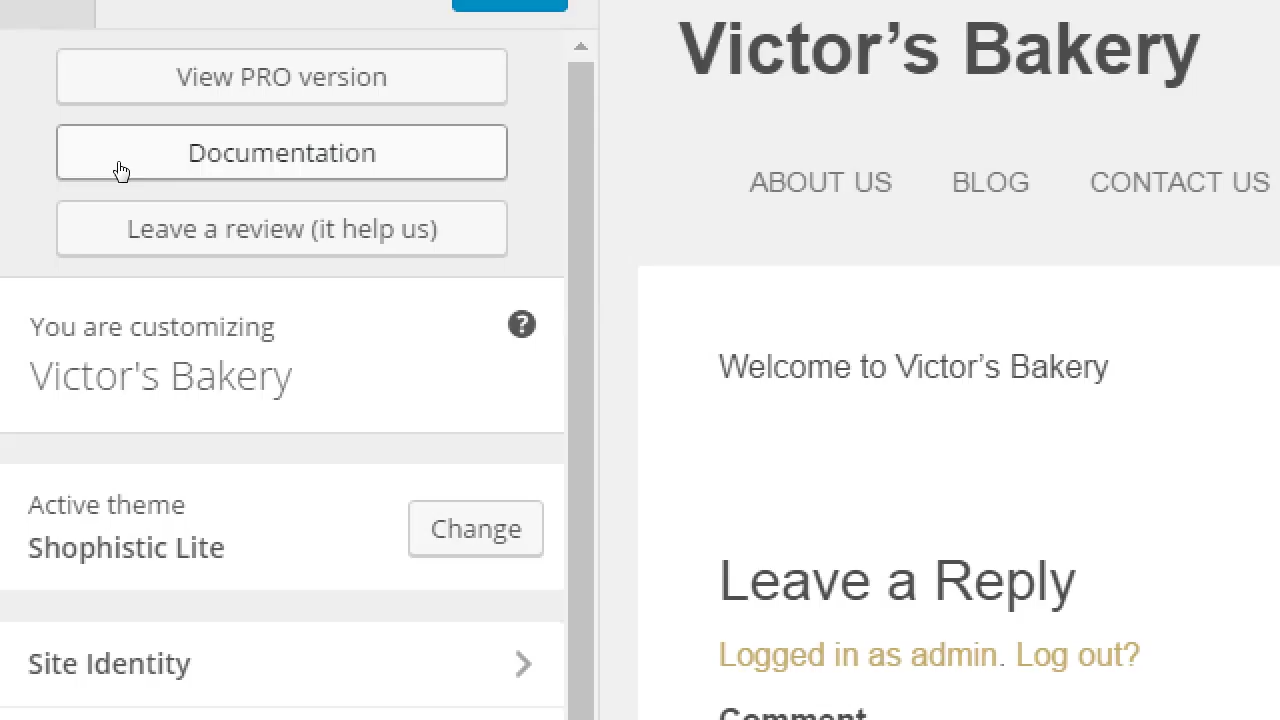 View PRO version
Documentation
Leave a review (it help us)
You are customizing
Victor's Bakery
Active theme
Shophistic Lite
Change
Site Identity
Victor’s Bakery
ABOUT US BLOG CONTACT US
Welcome to Victor’s Bakery
Leave a Reply
Logged in as admin. Log out?
Comment